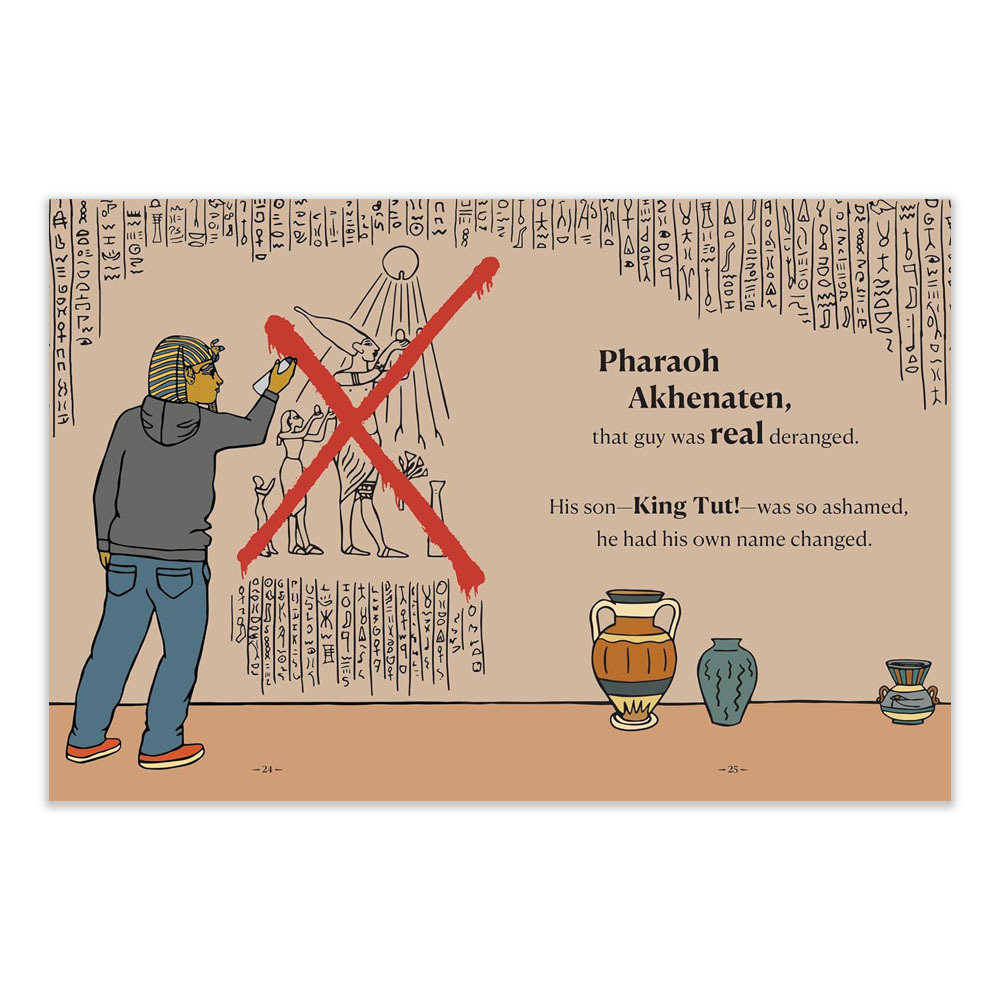 Pharaoh
Akhenaten,
that guy was real deranged.
His son—King Tut!—was so ashamed,
he had his own name changed.
– 24 –
– 25 –